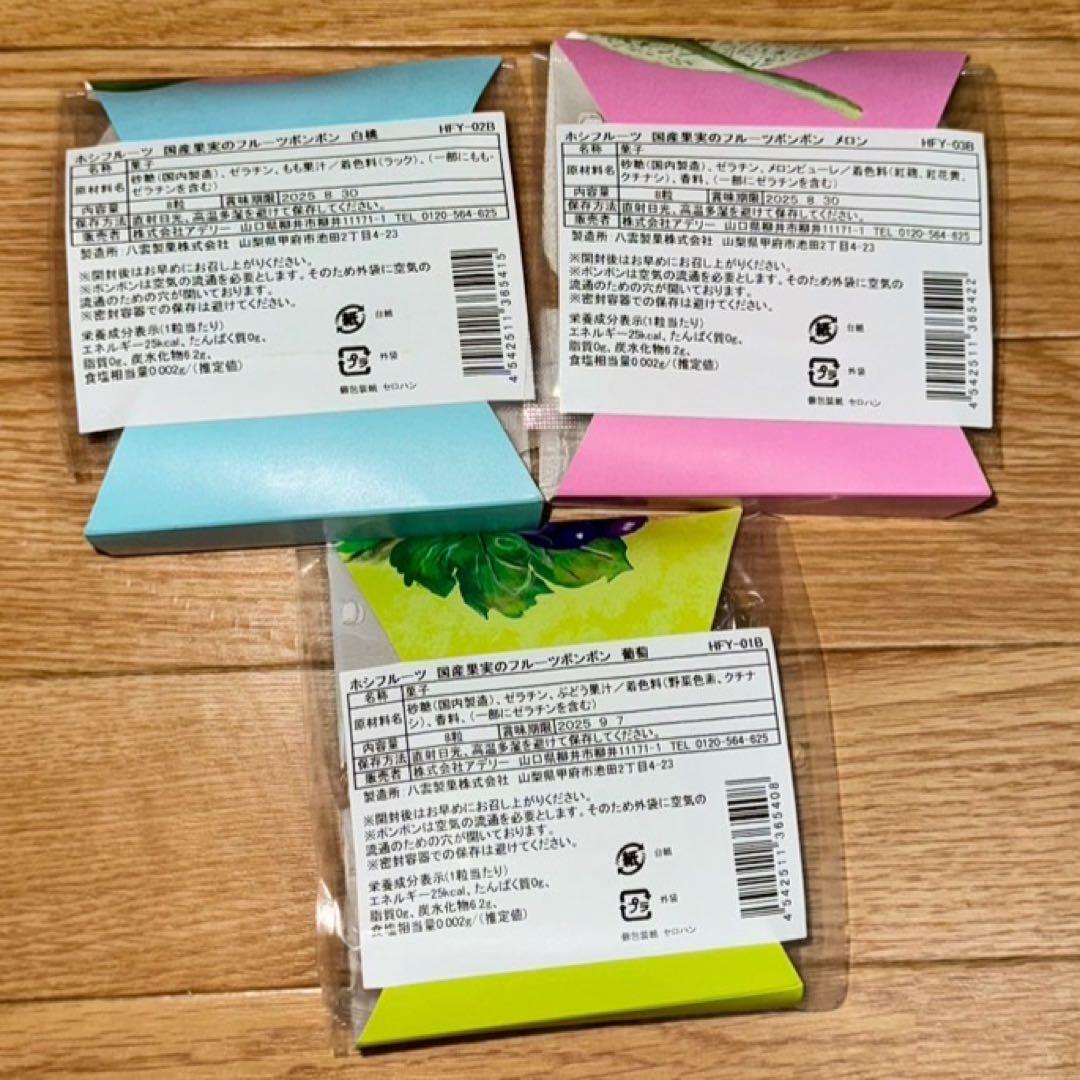 ホシフルーツ 国産果実のフルーツボンボン 白桃 HFY-02B
名称 菓子
原材料名 砂糖(国内製造)、ゼラチン、もも果汁／着色料(ラック)、(一部にもも・
ゼラチンを含む)
内容量 8粒 賞味期限 2025 8.30
保存方法 直射日光、高温多湿を避けて保存してください。
販売者 株式会社アデリー 山口県柳井市柳井11171-1 TEL 0120-564-625
製造所 八雲製菓株式会社 山梨県甲府市池田2丁目4-23
※開封後はお早めにお召し上がりください。
※ボンボンは空気の流通を必要とします。そのため外袋に空気の
流通のための穴が開いております。
※密封容器での保存は避けてください。
栄養成分表示(1粒当たり)
エネルギー25kcal、たんぱく質0g、
脂質0g、炭水化物6.2g、
食塩相当量0.002g/(推定値)
紙 台紙
プラ 外袋
個包装紙 セロハン
4542511365415
ホシフルーツ 国産果実のフルーツボンボン メロン HFY-03B
名称 菓子
原材料名 砂糖(国内製造)、ゼラチン、メロンピューレ／着色料(紅麹、紅花黄、
クチナシ)、香料、(一部にゼラチンを含む)
内容量 8粒 賞味期限 2025 8.30
保存方法 直射日光、高温多湿を避けて保存してください。
販売者 株式会社アデリー 山口県柳井市柳井11171-1 TEL 0120-564-625
製造所 八雲製菓株式会社 山梨県甲府市池田2丁目4-23
※開封後はお早めにお召し上がりください。
※ボンボンは空気の流通を必要とします。そのため外袋に空気の
流通のための穴が開いております。
※密封容器での保存は避けてください。
栄養成分表示(1粒当たり)
エネルギー25kcal、たんぱく質0g、
脂質0g、炭水化物6.2g、
食塩相当量0.002g/(推定値)
紙 台紙
プラ 外袋
個包装紙 セロハン
4542511365422
ホシフルーツ 国産果実のフルーツボンボン 葡萄 HFY-01B
名称 菓子
原材料名 砂糖(国内製造)、ゼラチン、ぶどう果汁／着色料(野菜色素、クチナ
シ)、香料、(一部にゼラチンを含む)
内容量 8粒 賞味期限 2025 9.7
保存方法 直射日光、高温多湿を避けて保存してください。
販売者 株式会社アデリー 山口県柳井市柳井11171-1 TEL 0120-564-625
製造所 八雲製菓株式会社 山梨県甲府市池田2丁目4-23
※開封後はお早めにお召し上がりください。
※ボンボンは空気の流通を必要とします。そのため外袋に空気の
流通のための穴が開いております。
※密封容器での保存は避けてください。
栄養成分表示(1粒当たり)
エネルギー25kcal、たんぱく質0g、
脂質0g、炭水化物6.2g、
食塩相当量0.002g/(推定値)
紙 台紙
プラ 外袋
個包装紙 セロハン
4542511365408